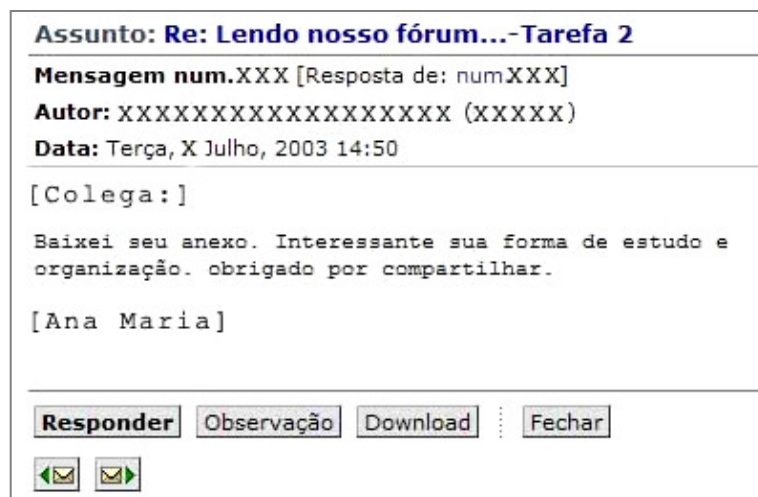 Assunto: Re: Lendo nosso fórum...-Tarefa 2
Mensagem num.XXX [Resposta de: numXXX]
Autor: XXXXXXXXXXXXXXXXXX (XXXXX)
Data: Terça, X Julho, 2003 14:50
[Colega:]
Baixei seu anexo. Interessante sua forma de estudo e
organização. obrigado por compartilhar.
[Ana Maria]
Responder Observação Download Fechar